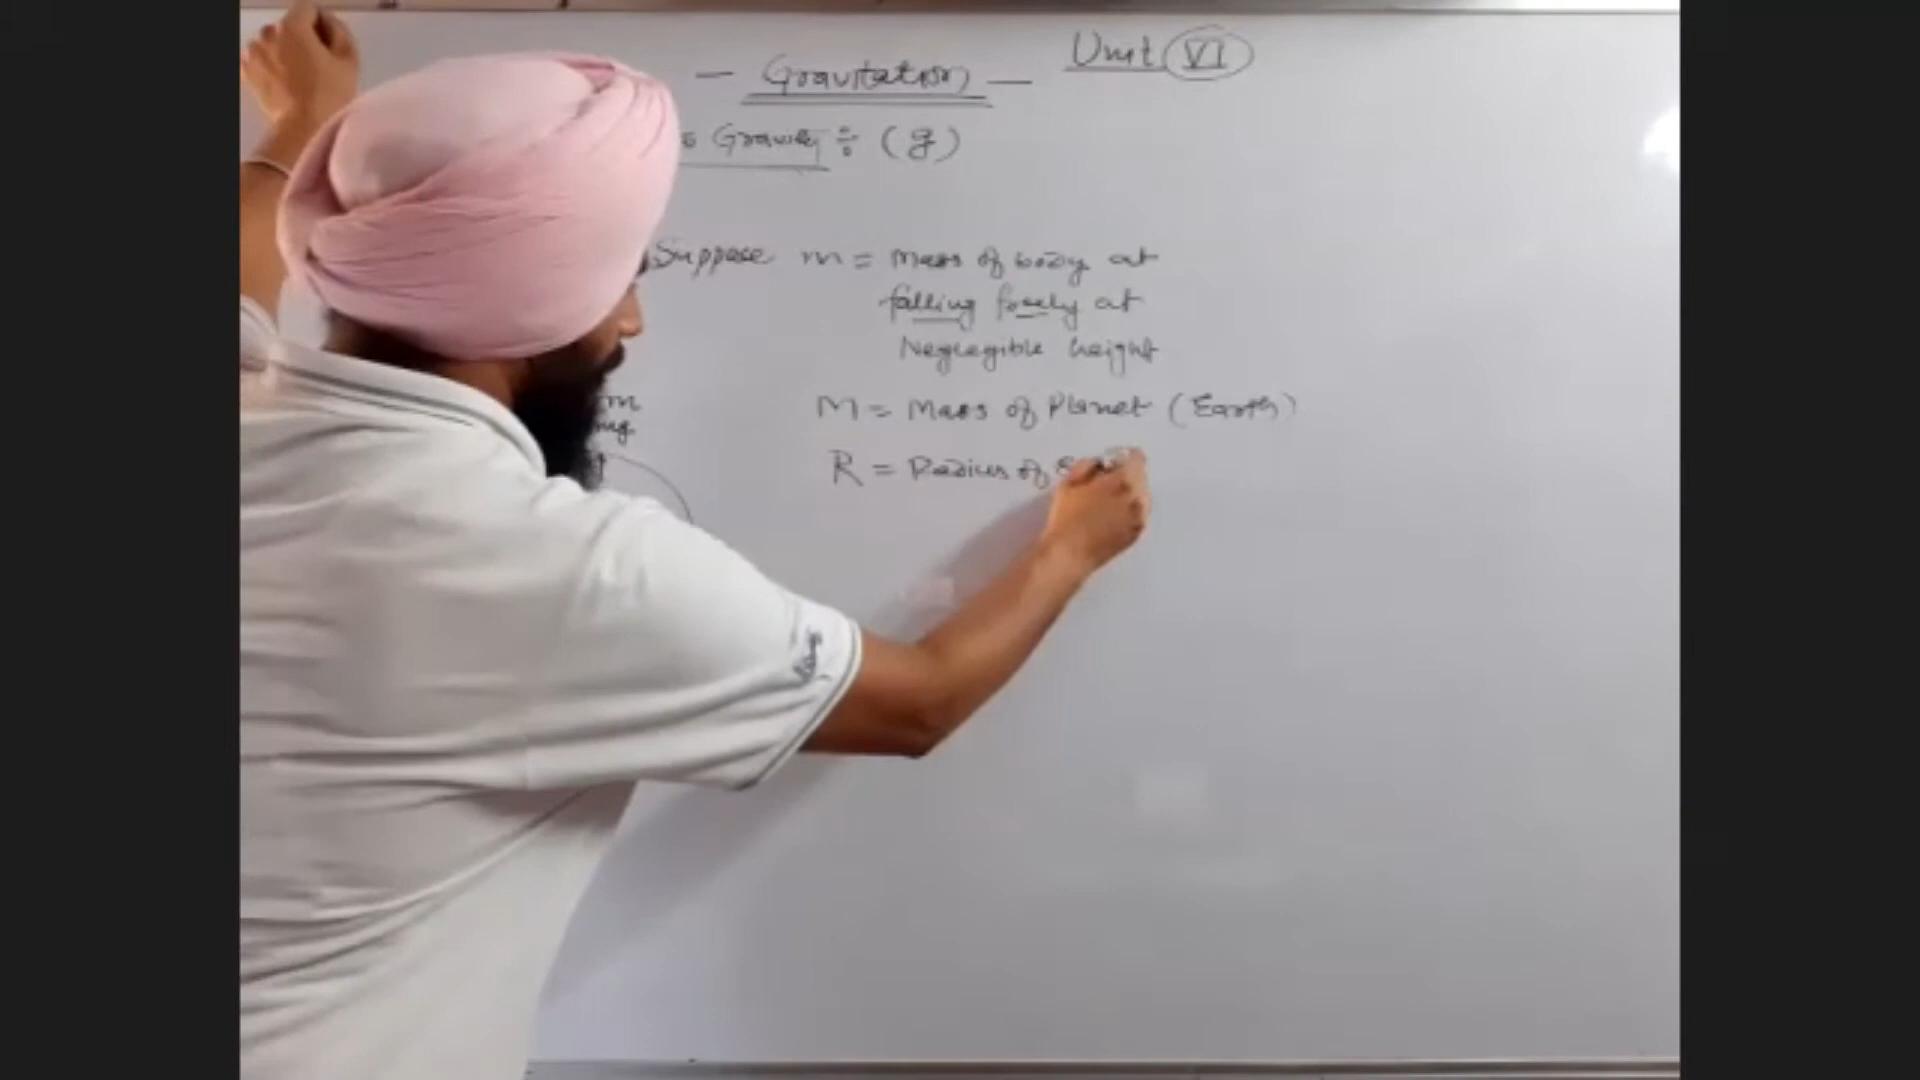 - Gravitation - Unit VI
Gravity ÷ (g)
Suppose m = Mass of body at
falling freely at
Neglegible height
m
mg
M = Mass of Planet (Earth)
R = Radius of